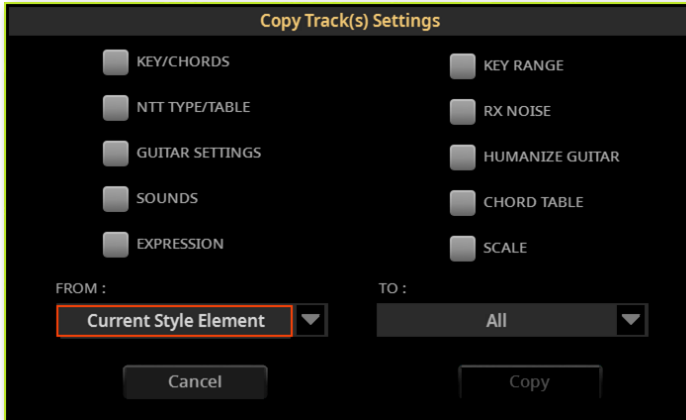 Copy Track(s) Settings
KEY/CHORDS
KEY RANGE
NTT TYPE/TABLE
RX NOISE
GUITAR SETTINGS
HUMANIZE GUITAR
SOUNDS
CHORD TABLE
EXPRESSION
SCALE
FROM :
TO :
Current Style Element
All
Cancel
Copy